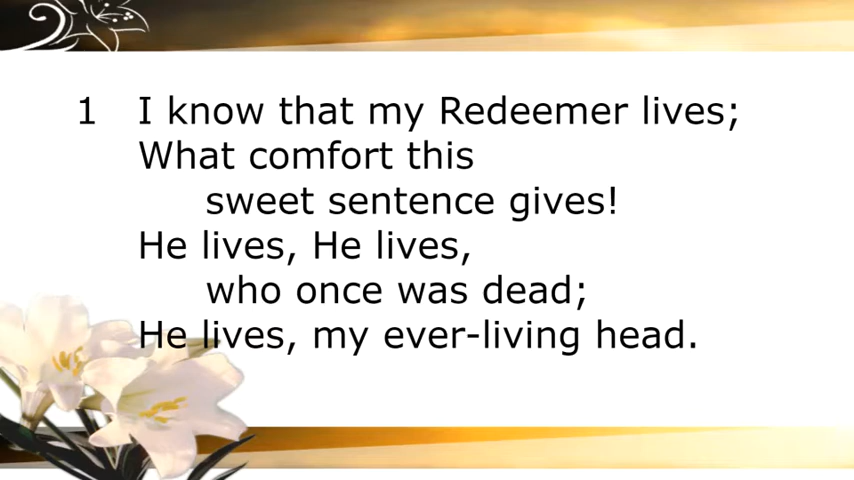 1 I know that my Redeemer lives;
What comfort this
sweet sentence gives!
He lives, He lives,
who once was dead;
He lives, my ever-living head.